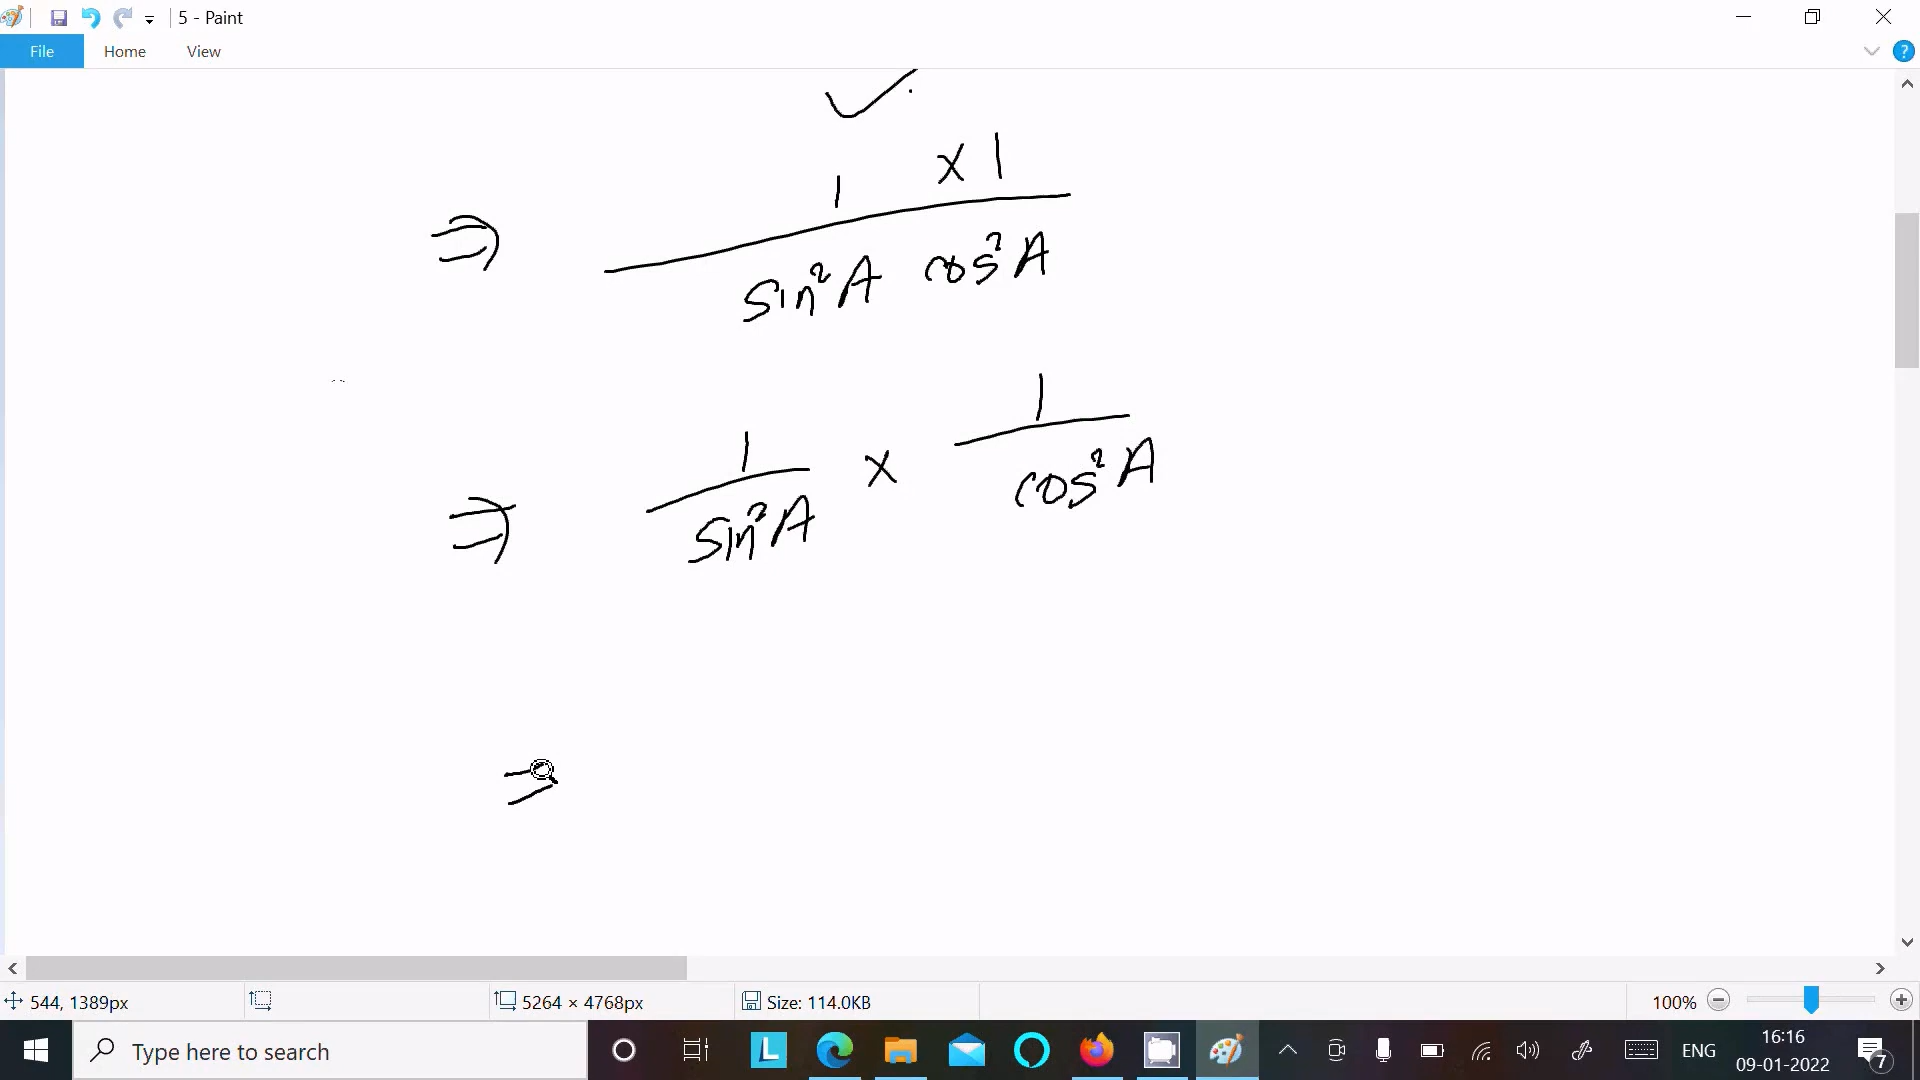 5 - Paint
File Home View
1 × 1
⇒
sin²A cos²A
1 1
⇒ ×
sin²A cos²A
⇒
544, 1389px 5264 × 4768px Size: 114.0KB 100%
Type here to search L ENG 16:16
09-01-2022 7